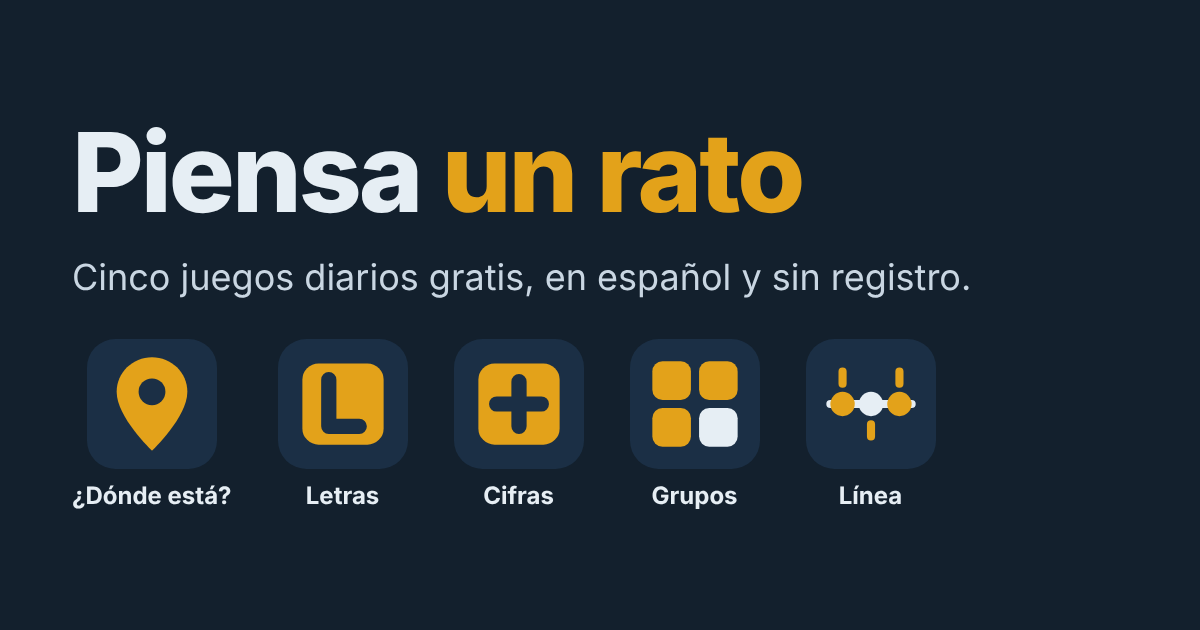 Piensa un rato
Cinco juegos diarios gratis, en español y sin registro.
L
¿Dónde está? Letras Cifras Grupos Línea